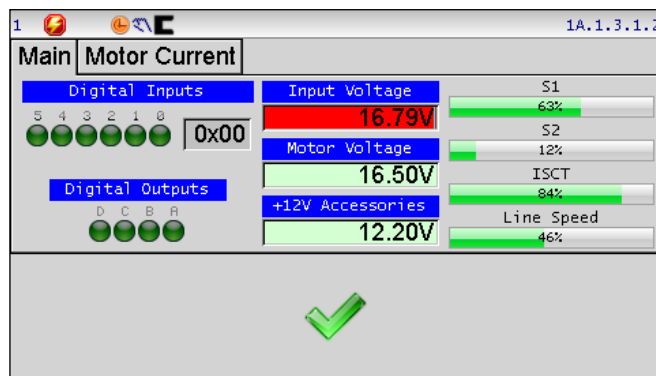 1 1A.1.3.1.2
Main Motor Current
Digital Inputs
5 4 3 2 1 0
0x00
Digital Outputs
D C B A
Input Voltage
16.79V
Motor Voltage
16.50V
+12V Accessories
12.20V
S1
63%
S2
12%
ISCT
84%
Line Speed
46%